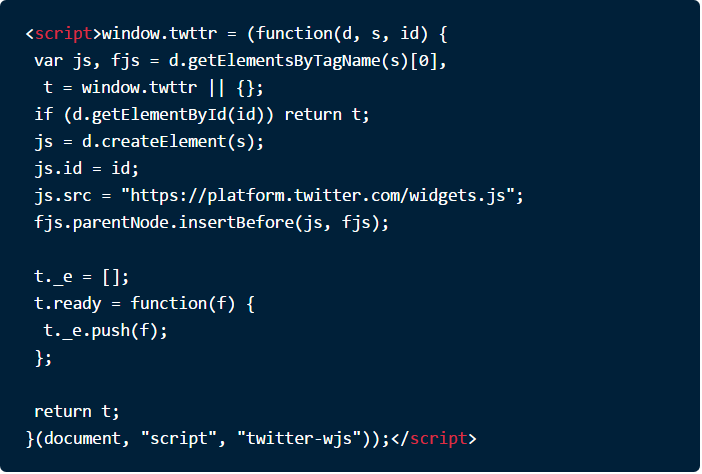 <script>window.twttr = (function(d, s, id) {
var js, fjs = d.getElementsByTagName(s)[0],
t = window.twttr || {};
if (d.getElementById(id)) return t;
js = d.createElement(s);
js.id = id;
js.src = "https://platform.twitter.com/widgets.js";
fjs.parentNode.insertBefore(js, fjs);
t._e = [];
t.ready = function(f) {
t._e.push(f);
};
return t;
}(document, "script", "twitter-wjs"));</script>